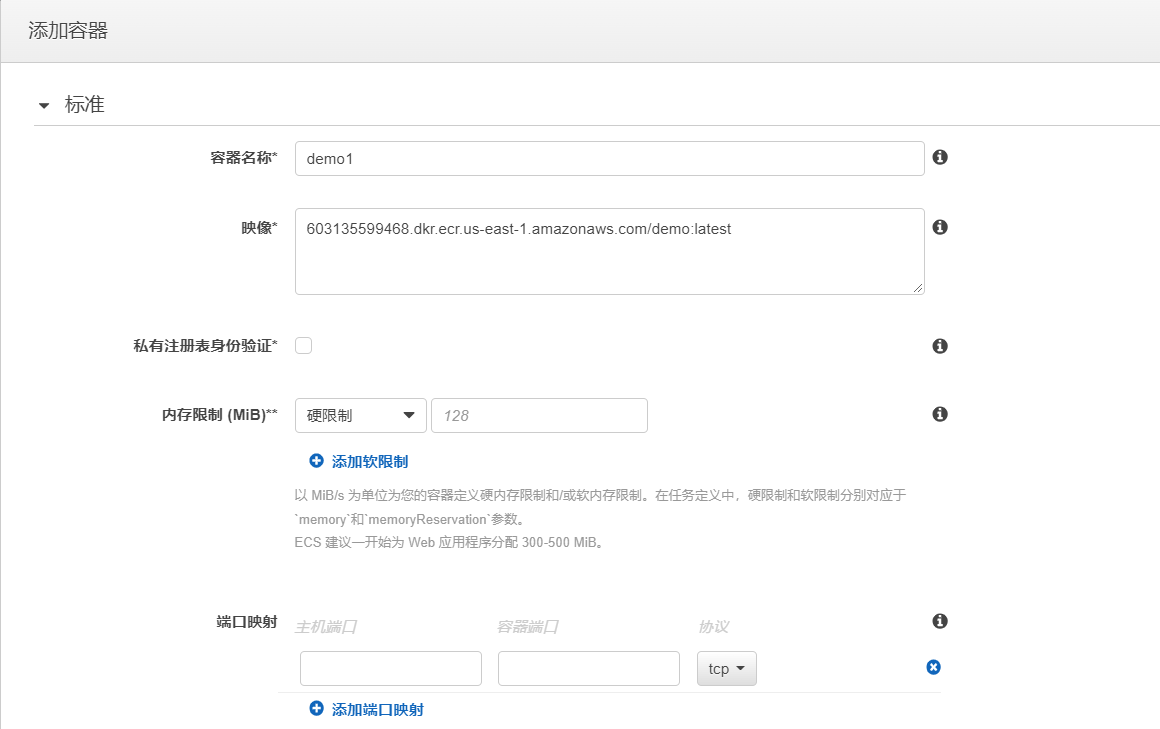 添加容器
标准
容器名称* demo1
映像* 603135599468.dkr.ecr.us-east-1.amazonaws.com/demo:latest
私有注册表身份验证*
内存限制 (MiB)** 硬限制 128
添加软限制
以 MiB/s 为单位为您的容器定义硬内存限制和/或软内存限制。在任务定义中，硬限制和软限制分别对应于
`memory`和`memoryReservation`参数。
ECS 建议一开始为 Web 应用程序分配 300-500 MiB。
端口映射 主机端口 容器端口 协议
tcp
添加端口映射